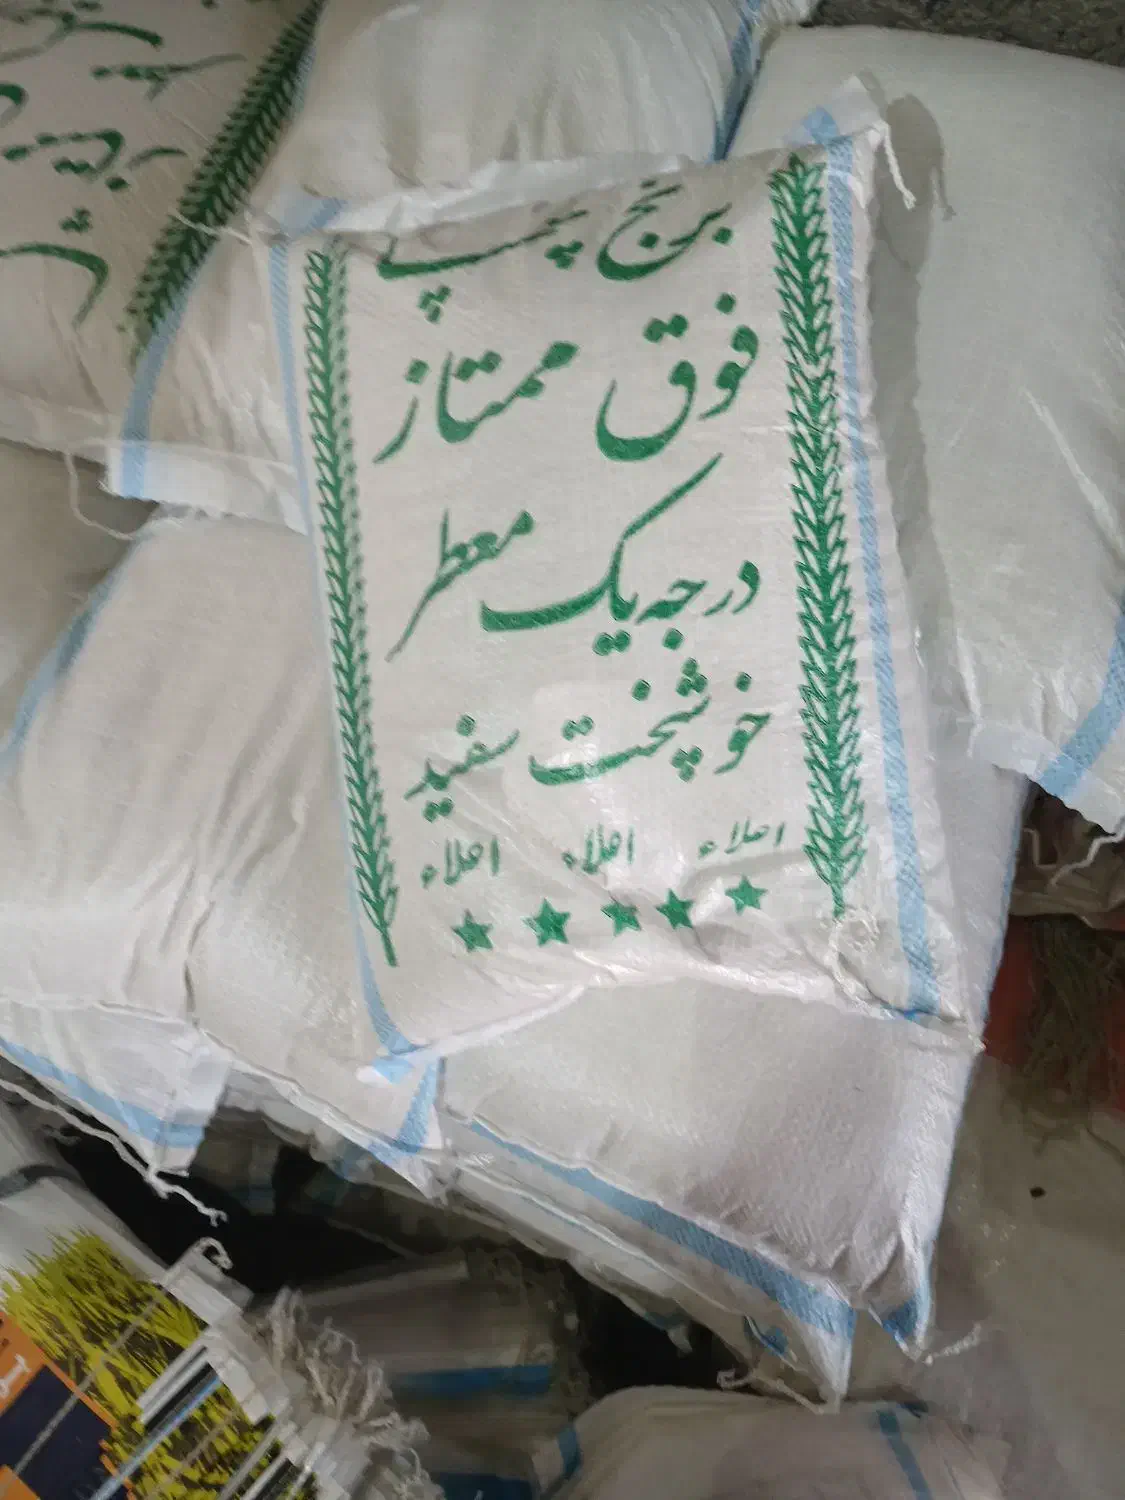 برنج چمپا
فوق ممتاز
درجه یک معطر
خوشپخت سفید
اعلاء اعلاء اعلاء